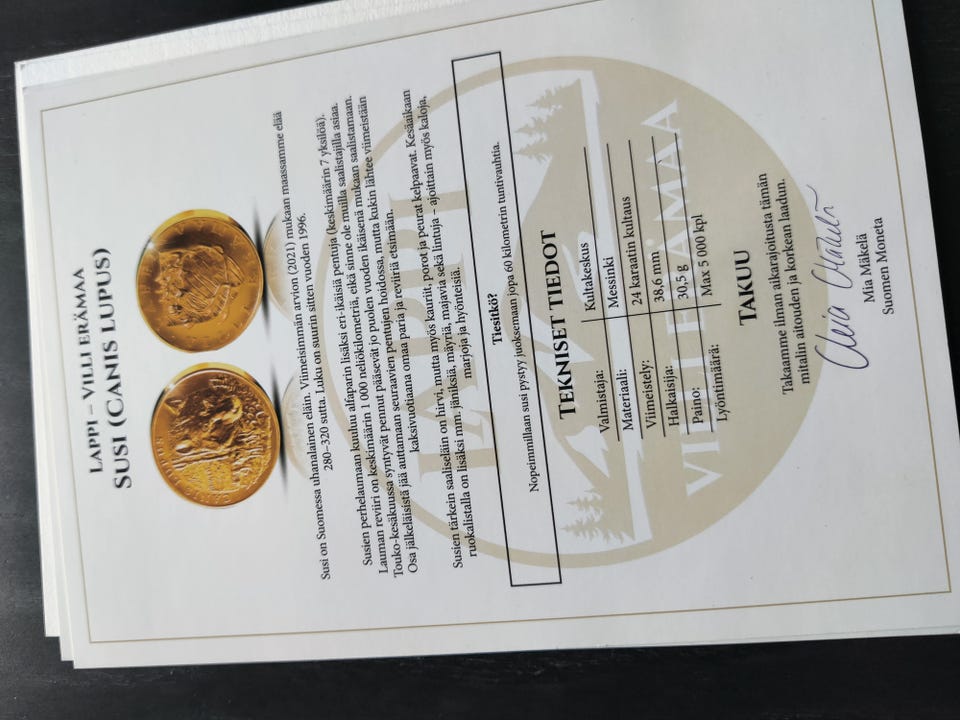 LAPPI – VILLI ERÄMAA
SUSI (CANIS LUPUS)
Susi on Suomessa uhanalainen eläin. Viimeisimmän arvion (2021) mukaan maassamme elää
280–320 sutta. Luku on suurin sitten vuoden 1996.
Susien perhelaumaan kuuluu alfaparin lisäksi eri-ikäisiä pentuja (keskimäärin 7 yksilöä).
Lauman reviiri on keskimäärin 1 000 neliökilometriä, eikä sinne ole muilla saalistajilla asiaa.
Touko-kesäkuussa syntyvät pennut pääsevät jo puolen vuoden ikäisenä mukaan saalistamaan.
Osa jälkeläisistä jää auttamaan seuraavien pentujen hoidossa, mutta kukin lähtee viimeistään
kaksivuotiaana omaa paria ja reviiriä etsimään.
Susien tärkein saaliseläin on hirvi, mutta myös kauriit, porot ja peurat kelpaavat. Kesäaikaan
ruokalistalla on lisäksi mm. jäniksiä, mäyriä, majavia sekä lintuja – ajoittain myös kaloja,
marjoja ja hyönteisiä.
Tiesitkö?
Nopeimmillaan susi pystyy juoksemaan jopa 60 kilometrin tuntivauhtia.
TEKNISET TIEDOT
Valmistaja: Kultakeskus
Materiaali: Messinki
Viimeistely: 24 karaatin kultaus
Halkaisija: 38,6 mm
Paino: 30,5 g
Lyöntimäärä: Max 5 000 kpl
TAKUU
Takaamme ilman aikarajoitusta tämän
mitalin aitouden ja korkean laadun.
Mia Mäkelä
Mia Mäkelä
Suomen Moneta
LAPPI
VILLI ERÄMAA